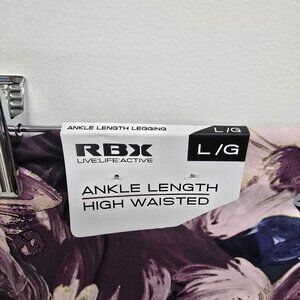 ANKLE LENGTH LEGGING L/G
RBX
LIVE:LIFE:ACTIVE
L/G
ANKLE LENGTH
HIGH WAISTED